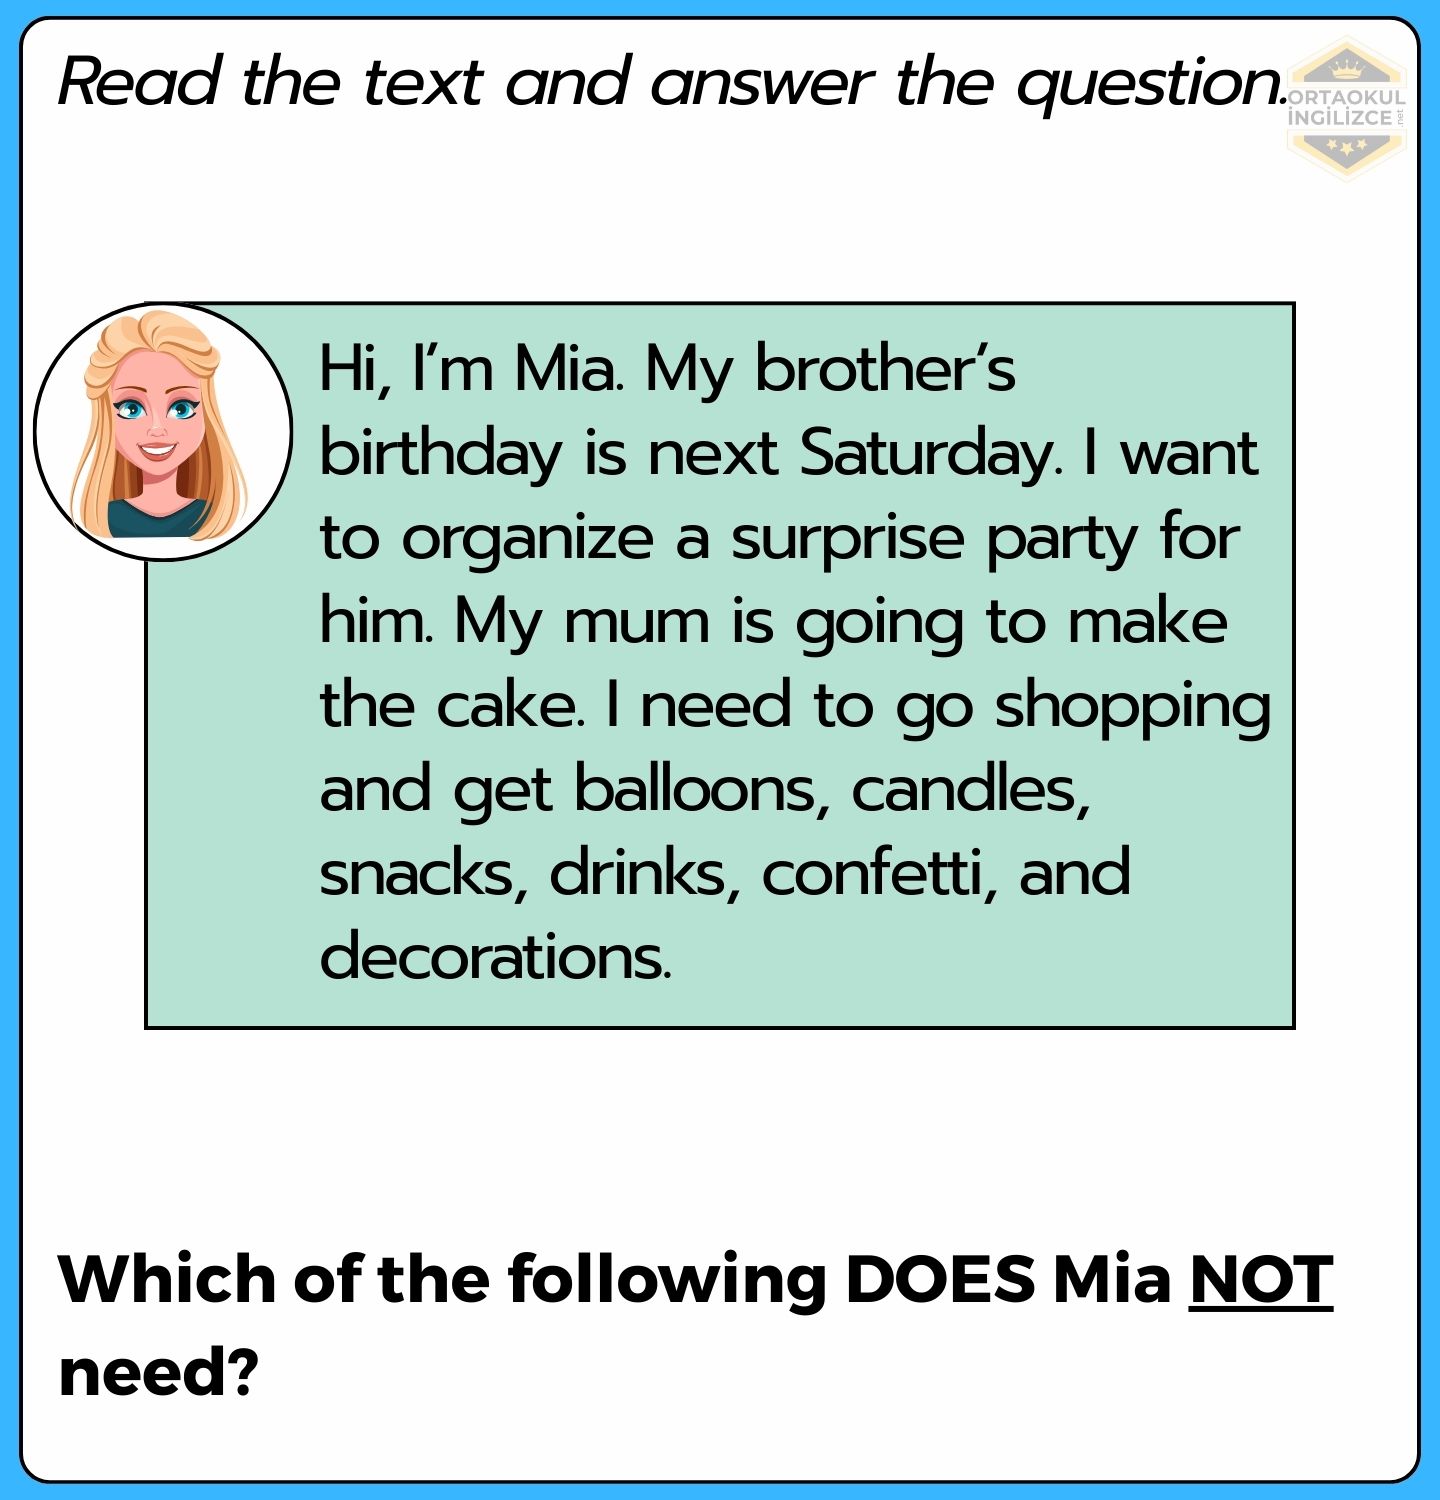 Read the text and answer the question.
ORTAOKUL
İNGİLİZCE
.net
Hi, I’m Mia. My brother’s
birthday is next Saturday. I want
to organize a surprise party for
him. My mum is going to make
the cake. I need to go shopping
and get balloons, candles,
snacks, drinks, confetti, and
decorations.
Which of the following DOES Mia NOT
need?